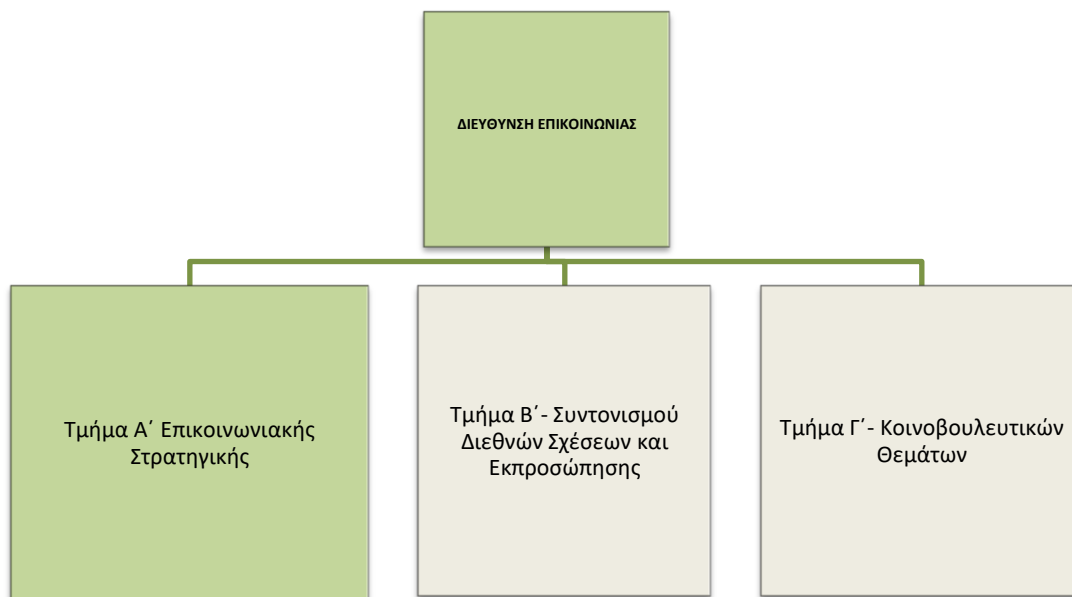 ΔΙΕΥΘΥΝΣΗ ΕΠΙΚΟΙΝΩΝΙΑΣ
Τμήμα Α΄ Επικοινωνιακής
Στρατηγικής
Τμήμα Β΄- Συντονισμού
Διεθνών Σχέσεων και
Εκπροσώπησης
Τμήμα Γ΄- Κοινοβουλευτικών
Θεμάτων